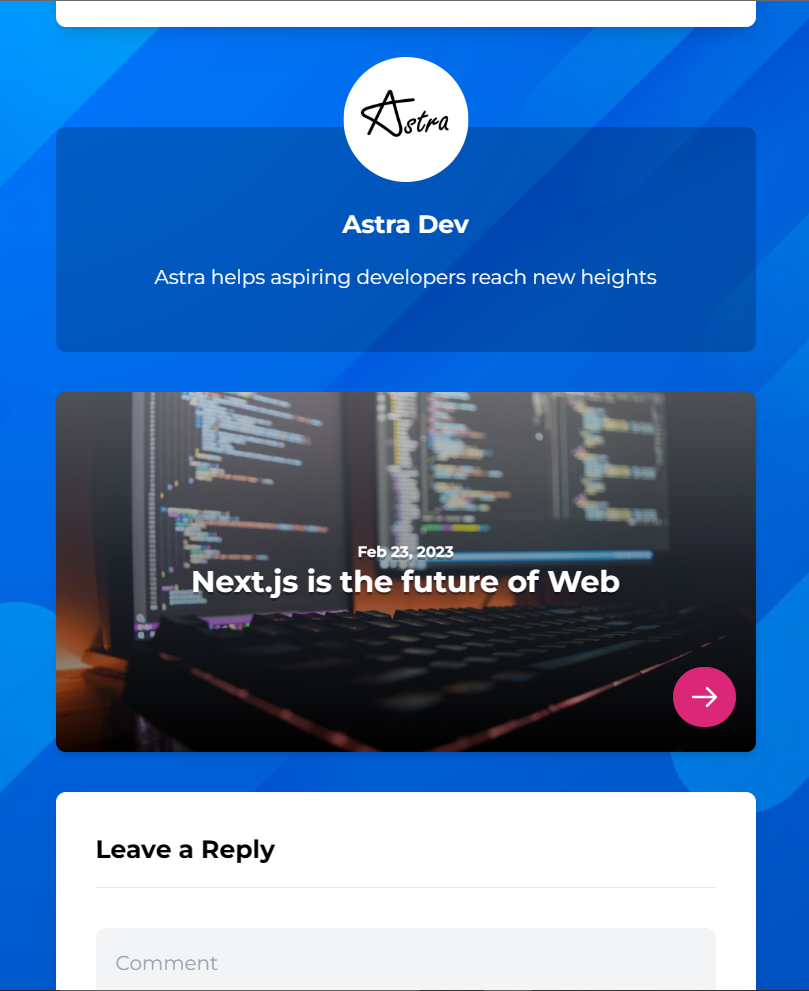 Astra
Astra Dev
Astra helps aspiring developers reach new heights
Feb 23, 2023
Next.js is the future of Web
Leave a Reply
Comment